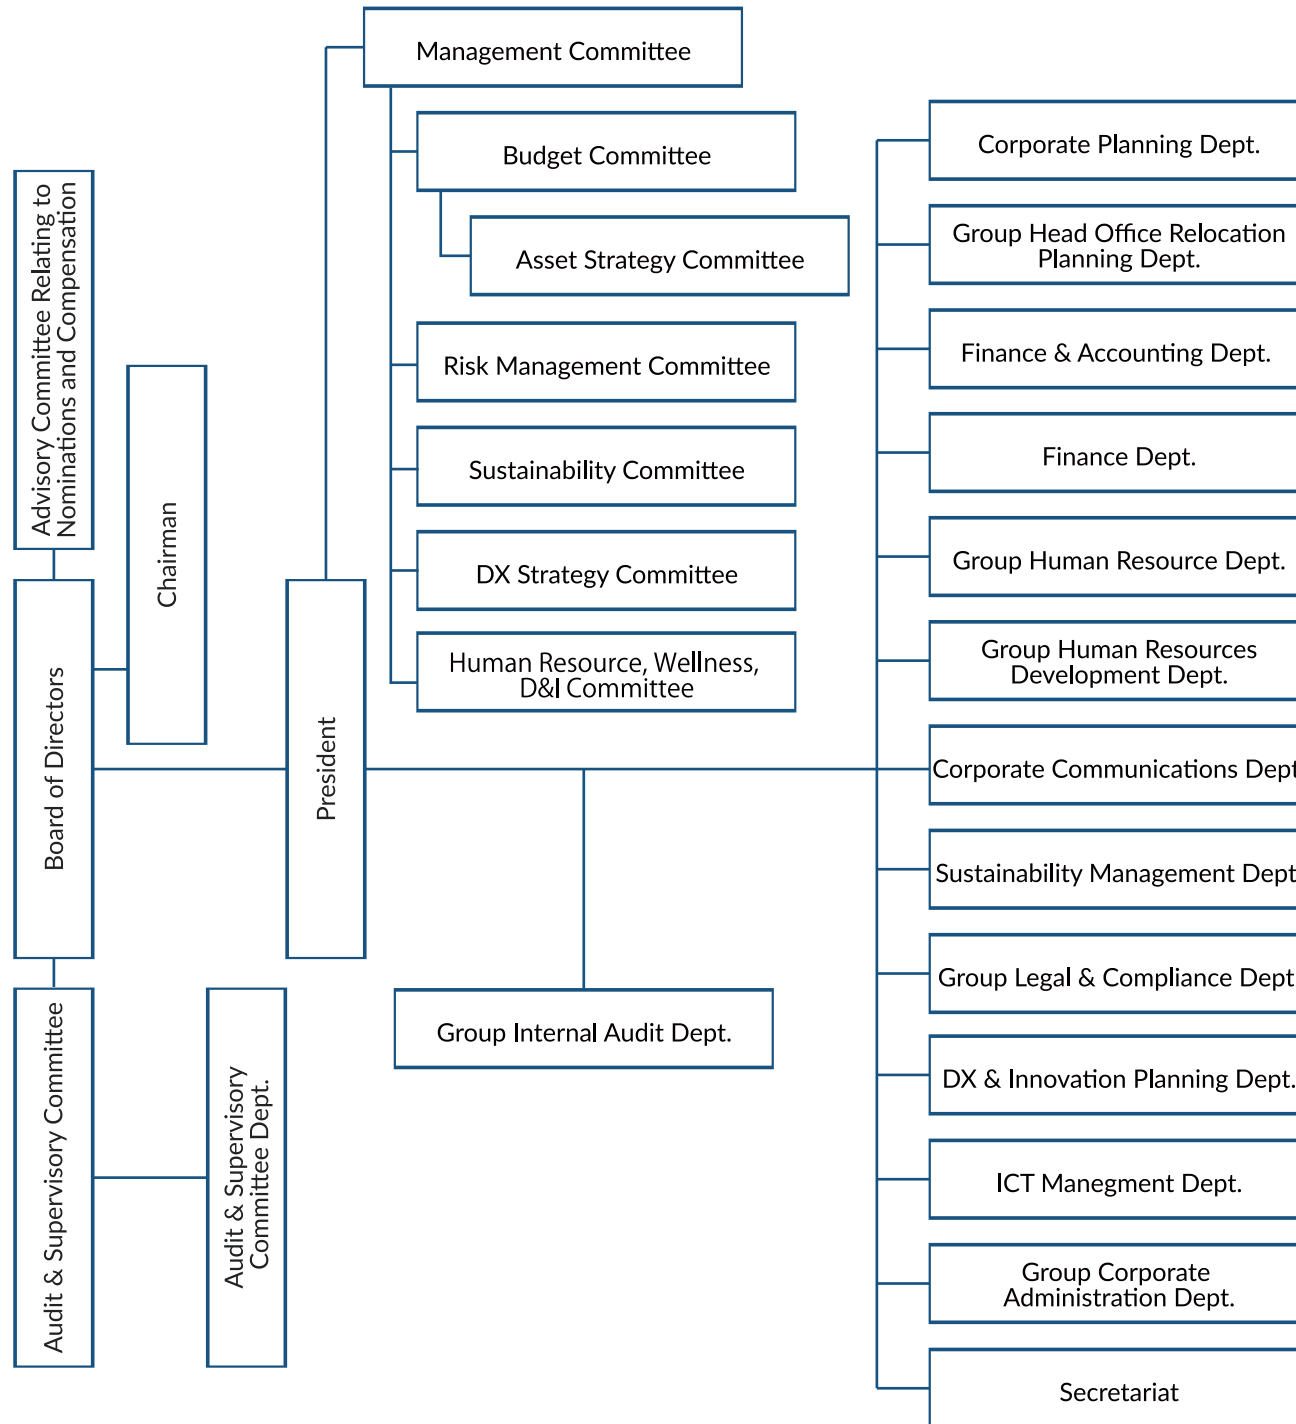 Management Committee
Budget Committee
Asset Strategy Committee
Risk Management Committee
Sustainability Committee
DX Strategy Committee
Human Resource, Wellness,
D&I Committee
Advisory Committee Relating to
Nominations and Compensation
Chairman
Board of Directors
President
Audit & Supervisory Committee
Audit & Supervisory
Committee Dept.
Group Internal Audit Dept.
Corporate Planning Dept.
Group Head Office Relocation
Planning Dept.
Finance & Accounting Dept.
Finance Dept.
Group Human Resource Dept.
Group Human Resources
Development Dept.
Corporate Communications Dept
Sustainability Management Dept
Group Legal & Compliance Dept
DX & Innovation Planning Dept.
ICT Manegment Dept.
Group Corporate
Administration Dept.
Secretariat